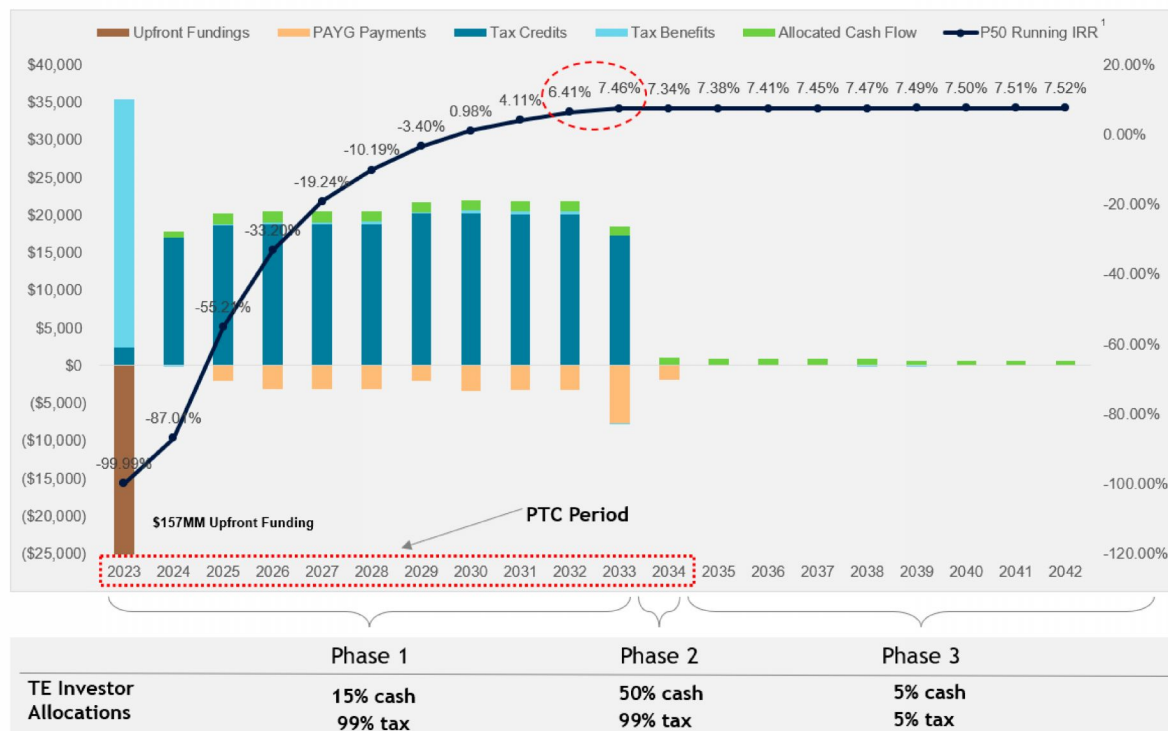 Upfront Fundings PAYG Payments Tax Credits Tax Benefits Allocated Cash Flow P50 Running IRR1
$40,000 20.00%
$35,000
$30,000 0.00%
$25,000
$20,000 -20.00%
$15,000
$10,000 -40.00%
$5,000
$0 -60.00%
($5,000)
($10,000) -80.00%
($15,000) -100.00%
($20,000)
($25,000) -120.00%
-99.99% -87.01% -55.21% -33.20% -19.24% -10.19% -3.40% 0.98% 4.11% 6.41% 7.46% 7.34% 7.38% 7.41% 7.45% 7.47% 7.49% 7.50% 7.51% 7.52%
$157MM Upfront Funding
PTC Period
2023 2024 2025 2026 2027 2028 2029 2030 2031 2032 2033 2034 2035 2036 2037 2038 2039 2040 2041 2042
Phase 1 Phase 2 Phase 3
TE Investor
Allocations
15% cash 50% cash 5% cash
99% tax 99% tax 5% tax